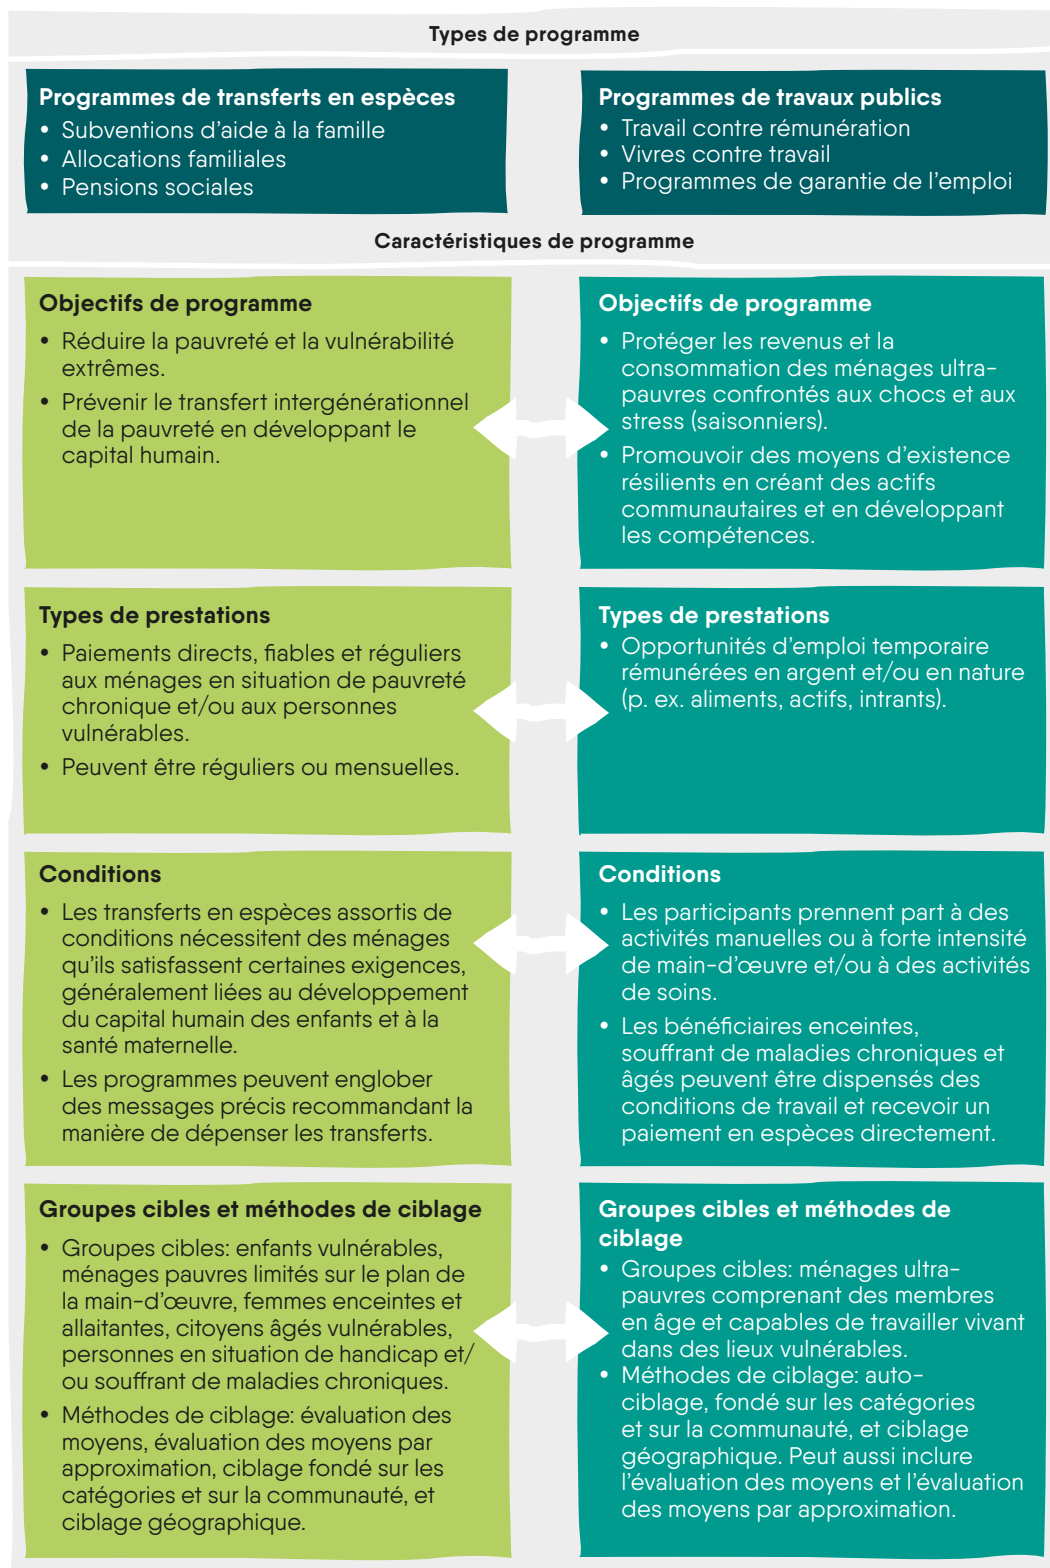 Types de programme
Programmes de transferts en espèces
• Subventions d'aide à la famille
• Allocations familiales
• Pensions sociales
Programmes de travaux publics
• Travail contre rémunération
• Vivres contre travail
• Programmes de garantie de l'emploi
Caractéristiques de programme
Objectifs de programme
• Réduire la pauvreté et la vulnérabilité
extrêmes.
• Prévenir le transfert intergénérationnel
de la pauvreté en développant le
capital humain.
Objectifs de programme
• Protéger les revenus et la
consommation des ménages ultra-
pauvres confrontés aux chocs et aux
stress (saisonniers).
• Promouvoir des moyens d'existence
résilients en créant des actifs
communautaires et en développant
les compétences.
Types de prestations
• Paiements directs, fiables et réguliers
aux ménages en situation de pauvreté
chronique et/ou aux personnes
vulnérables.
• Peuvent être réguliers ou mensuelles.
Types de prestations
• Opportunités d'emploi temporaire
rémunérées en argent et/ou en nature
(p. ex. aliments, actifs, intrants).
Conditions
• Les transferts en espèces assortis de
conditions nécessitent des ménages
qu'ils satisfassent certaines exigences,
généralement liées au développement
du capital humain des enfants et à la
santé maternelle.
• Les programmes peuvent englober
des messages précis recommandant la
manière de dépenser les transferts.
Conditions
• Les participants prennent part à des
activités manuelles ou à forte intensité
de main-d'œuvre et/ou à des activités
de soins.
• Les bénéficiaires enceintes,
souffrant de maladies chroniques et
âgés peuvent être dispensés des
conditions de travail et recevoir un
paiement en espèces directement.
Groupes cibles et méthodes de ciblage
• Groupes cibles: enfants vulnérables,
ménages pauvres limités sur le plan de
la main-d'œuvre, femmes enceintes et
allaitantes, citoyens âgés vulnérables,
personnes en situation de handicap et/
ou souffrant de maladies chroniques.
• Méthodes de ciblage: évaluation des
moyens, évaluation des moyens par
approximation, ciblage fondé sur les
catégories et sur la communauté, et
ciblage géographique.
Groupes cibles et méthodes de
ciblage
• Groupes cibles: ménages ultra-
pauvres comprenant des membres
en âge et capables de travailler vivant
dans des lieux vulnérables.
• Méthodes de ciblage: auto-
ciblage, fondé sur les catégories
et sur la communauté, et ciblage
géographique. Peut aussi inclure
l'évaluation des moyens et l'évaluation
des moyens par approximation.